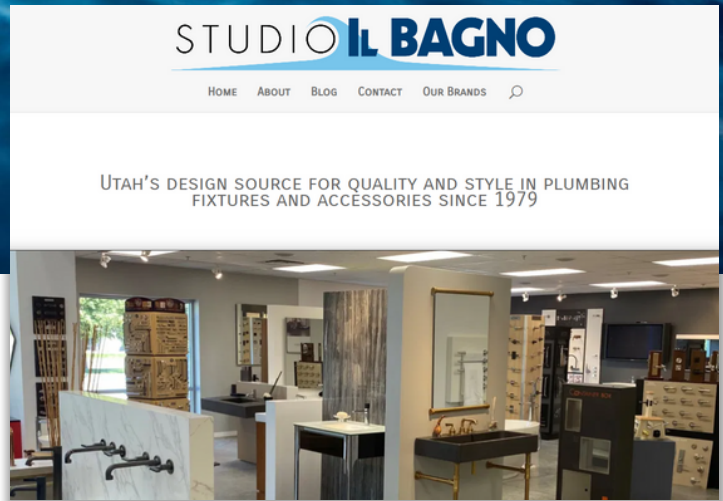 STUDIO IL BAGNO
HOME ABOUT BLOG CONTACT OUR BRANDS
UTAH'S DESIGN SOURCE FOR QUALITY AND STYLE IN PLUMBING
FIXTURES AND ACCESSORIES SINCE 1979